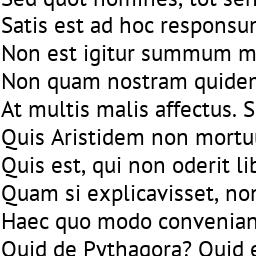 Sed quot homines, tot sen
Satis est ad hoc responsum
Non est igitur summum m
Non quam nostram quiden
At multis malis affectus. S
Quis Aristidem non mortu
Quis est, qui non oderit lib
Quam si explicavisset, nor
Haec quo modo convenian
Quid de Pythagora? Quid e